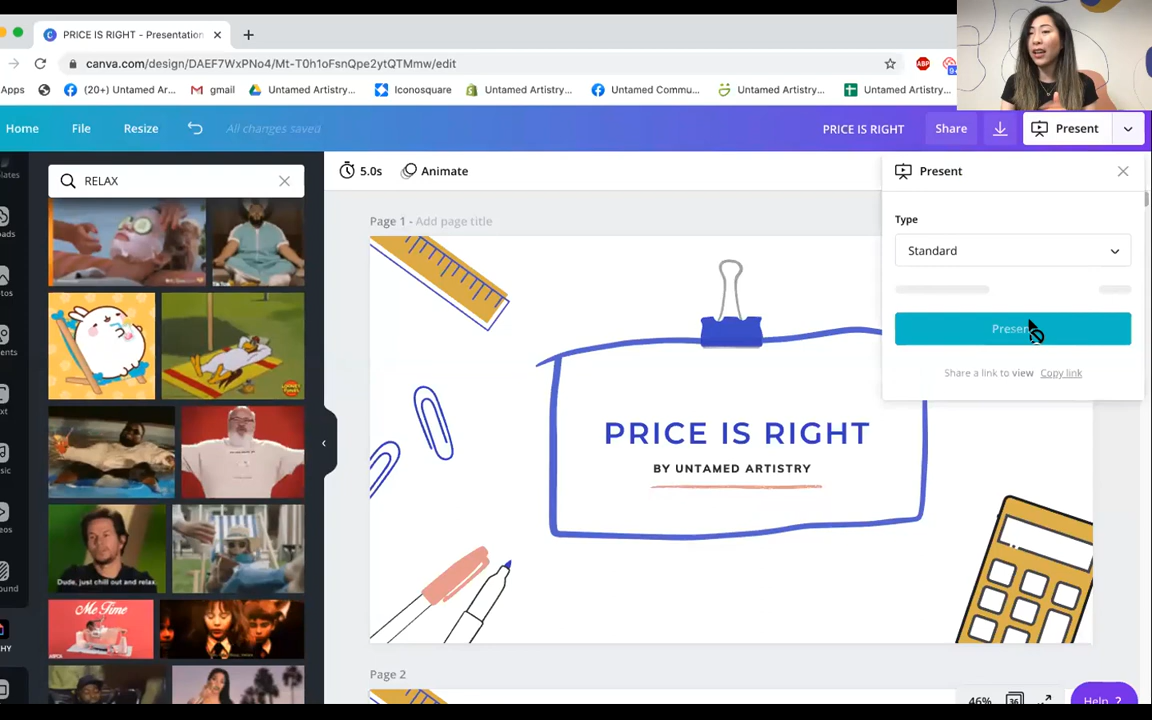 PRICE IS RIGHT - Presentation
canva.com/design/DAEF7WxPNo4/Mt-T0h1oFsnQpe2ytQTMmw/edit
ABP
Apps
(20+) Untamed Ar...
gmail
Untamed Artistry...
Iconosquare
Untamed Artistry...
Untamed Commu...
Untamed Artistry...
Untamed Artistry...
Home
File
Resize
All changes saved
PRICE IS RIGHT
Share
Present
RELAX
5.0s
Animate
Present
Page 1 - Add page title
Type
Standard
Present
Share a link to view Copy link
PRICE IS RIGHT
BY UNTAMED ARTISTRY
Dude, just chill out and relax.
Me Time
Page 2
46%
36
Help ?